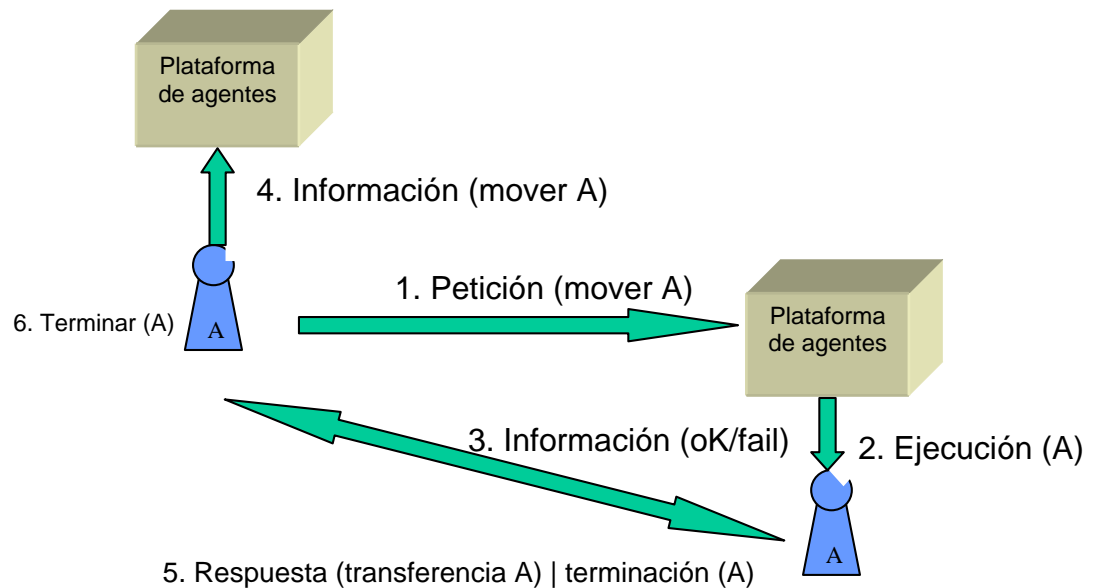 Plataforma
de agentes
4. Información (mover A)
1. Petición (mover A)
6. Terminar (A)
A
Plataforma
de agentes
3. Información (oK/fail)
2. Ejecución (A)
A
5. Respuesta (transferencia A) | terminación (A)